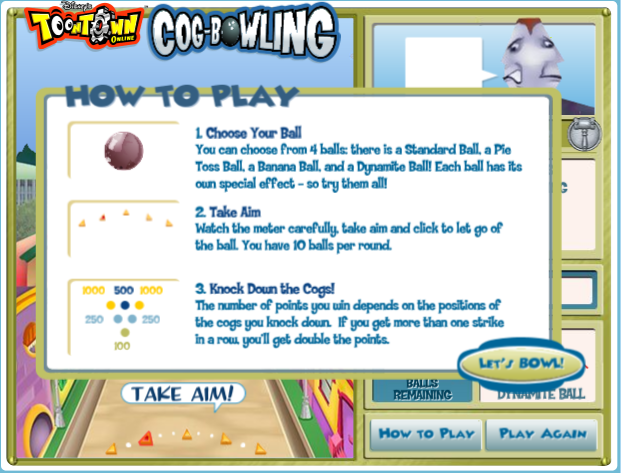 Disney's
TOONTOWN
ONLINE
COG-BOWLING
HOW TO PLAY
1. Choose Your Ball
You can choose from 4 balls: there is a Standard Ball, a Pie
Toss Ball, a Banana Ball, and a Dynamite Ball! Each ball has its
own special effect - so try them all!
2. Take Aim
Watch the meter carefully, take aim and click to let go of
the ball. You have 10 balls per round.
1000 500 1000
250 250
100
3. Knock Down the Cogs!
The number of points you win depends on the positions of
the cogs you knock down. If you get more than one strike
in a row, you'll get double the points.
LET'S BOWL!
TAKE AIM!
BALLS
REMAINING
DYNAMITE BALL
HOW TO PLAY
PLAY AGAIN